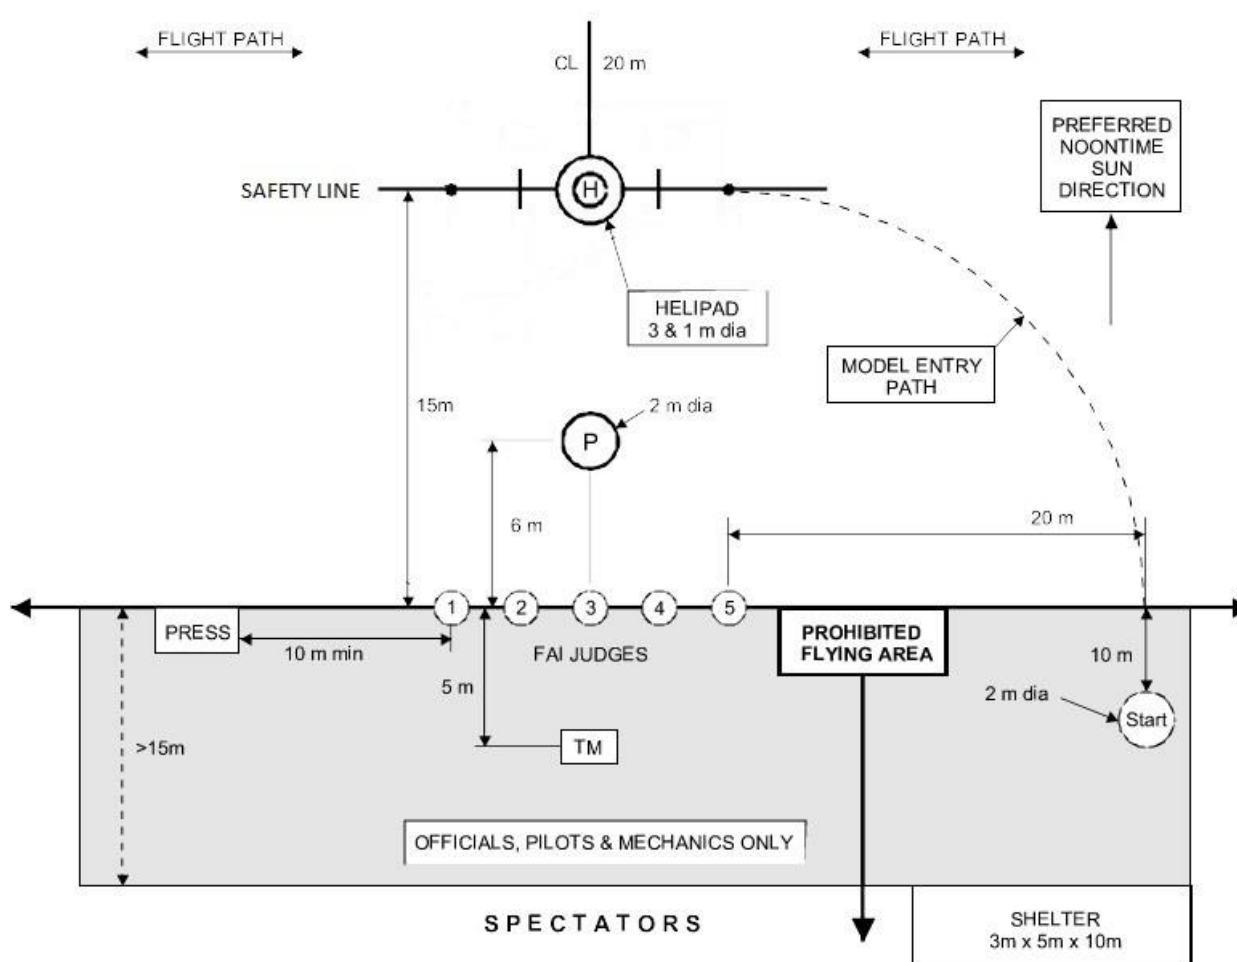 FLIGHT PATH
FLIGHT PATH
CL
20 m
PREFERRED
NOONTIME
SUN
DIRECTION
SAFETY LINE
H
HELIPAD
3 & 1 m dia
MODEL ENTRY
PATH
15m
2 m dia
P
6 m
20 m
1
2
3
4
5
PRESS
10 m min
FAI JUDGES
PROHIBITED
FLYING AREA
10 m
5 m
2 m dia
Start
>15m
TM
OFFICIALS, PILOTS & MECHANICS ONLY
SPECTATORS
SHELTER
3m x 5m x 10m